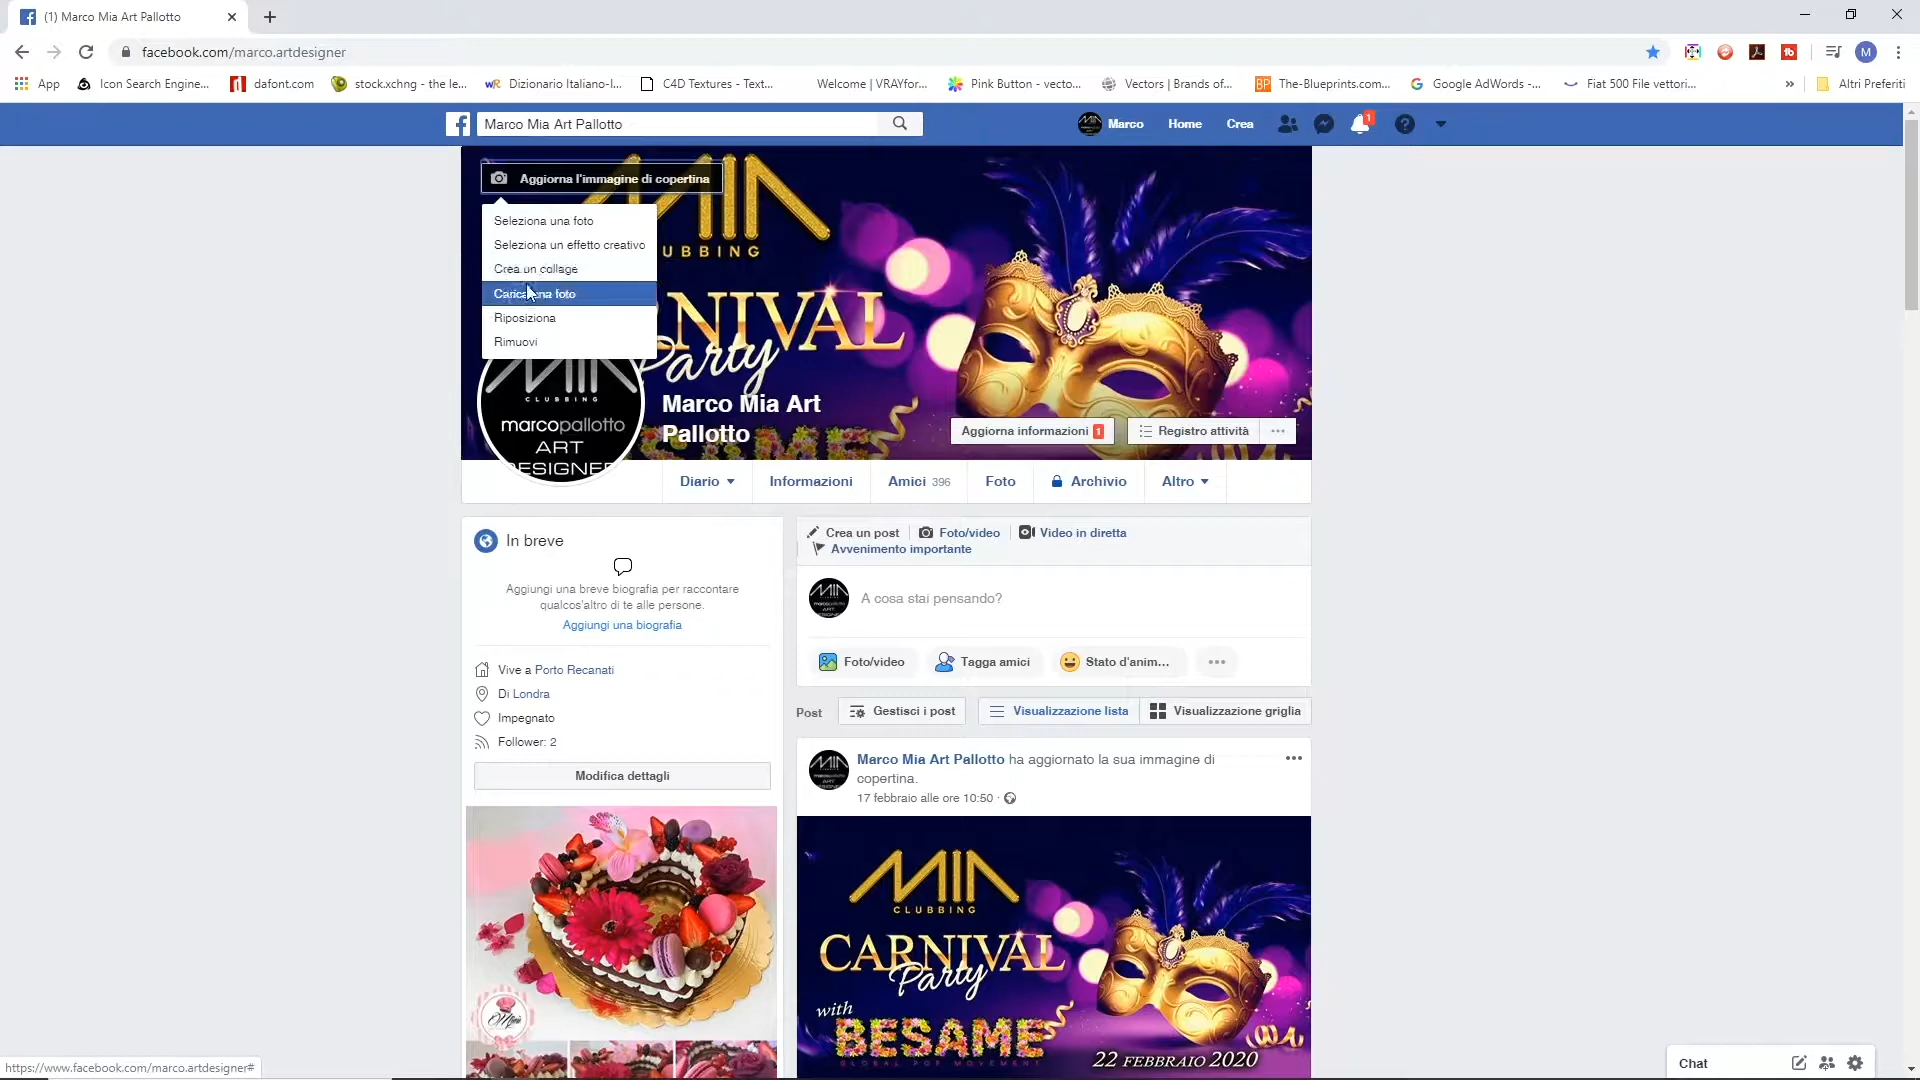 (1) Marco Mia Art Pallotto
facebook.com/marco.artdesigner
App
Icon Search Engine...
dafont.com
stock.xchng - the le...
Dizionario Italiano-I...
C4D Textures - Text...
Welcome | VRAYfor...
Pink Button - vecto...
Vectors | Brands of...
The-Blueprints.com...
Google AdWords -...
Fiat 500 File vettori...
»
Altri Preferiti
Marco Mia Art Pallotto
Marco
Home
Crea
1
Aggiorna l'immagine di copertina
Seleziona una foto
Seleziona un effetto creativo
Crea un collage
Carica una foto
Riposiziona
Rimuovi
Party
CLUBBING
marcopallotto
ART
DESIGNER
Marco Mia Art
Pallotto
Aggiorna informazioni 1
Registro attività
Diario
Informazioni
Amici 396
Foto
Archivio
Altro
In breve
Aggiungi una breve biografia per raccontare
qualcos'altro di te alle persone.
Aggiungi una biografia
Vive a Porto Recanati
Di Londra
Impegnato
Follower: 2
Modifica dettagli
Crea un post
Foto/video
Video in diretta
Avvenimento importante
A cosa stai pensando?
Foto/video
Tagga amici
Stato d'anim...
Post
Gestisci i post
Visualizzazione lista
Visualizzazione griglia
Marco Mia Art Pallotto ha aggiornato la sua immagine di
copertina.
17 febbraio alle ore 10:50
MIA
CLUBBING
CARNIVAL
Party
with
BESAME
GLOBAL POP MOVEMENT
22 FEBBRAIO 2020
Chat
https://www.facebook.com/marco.artdesigner#